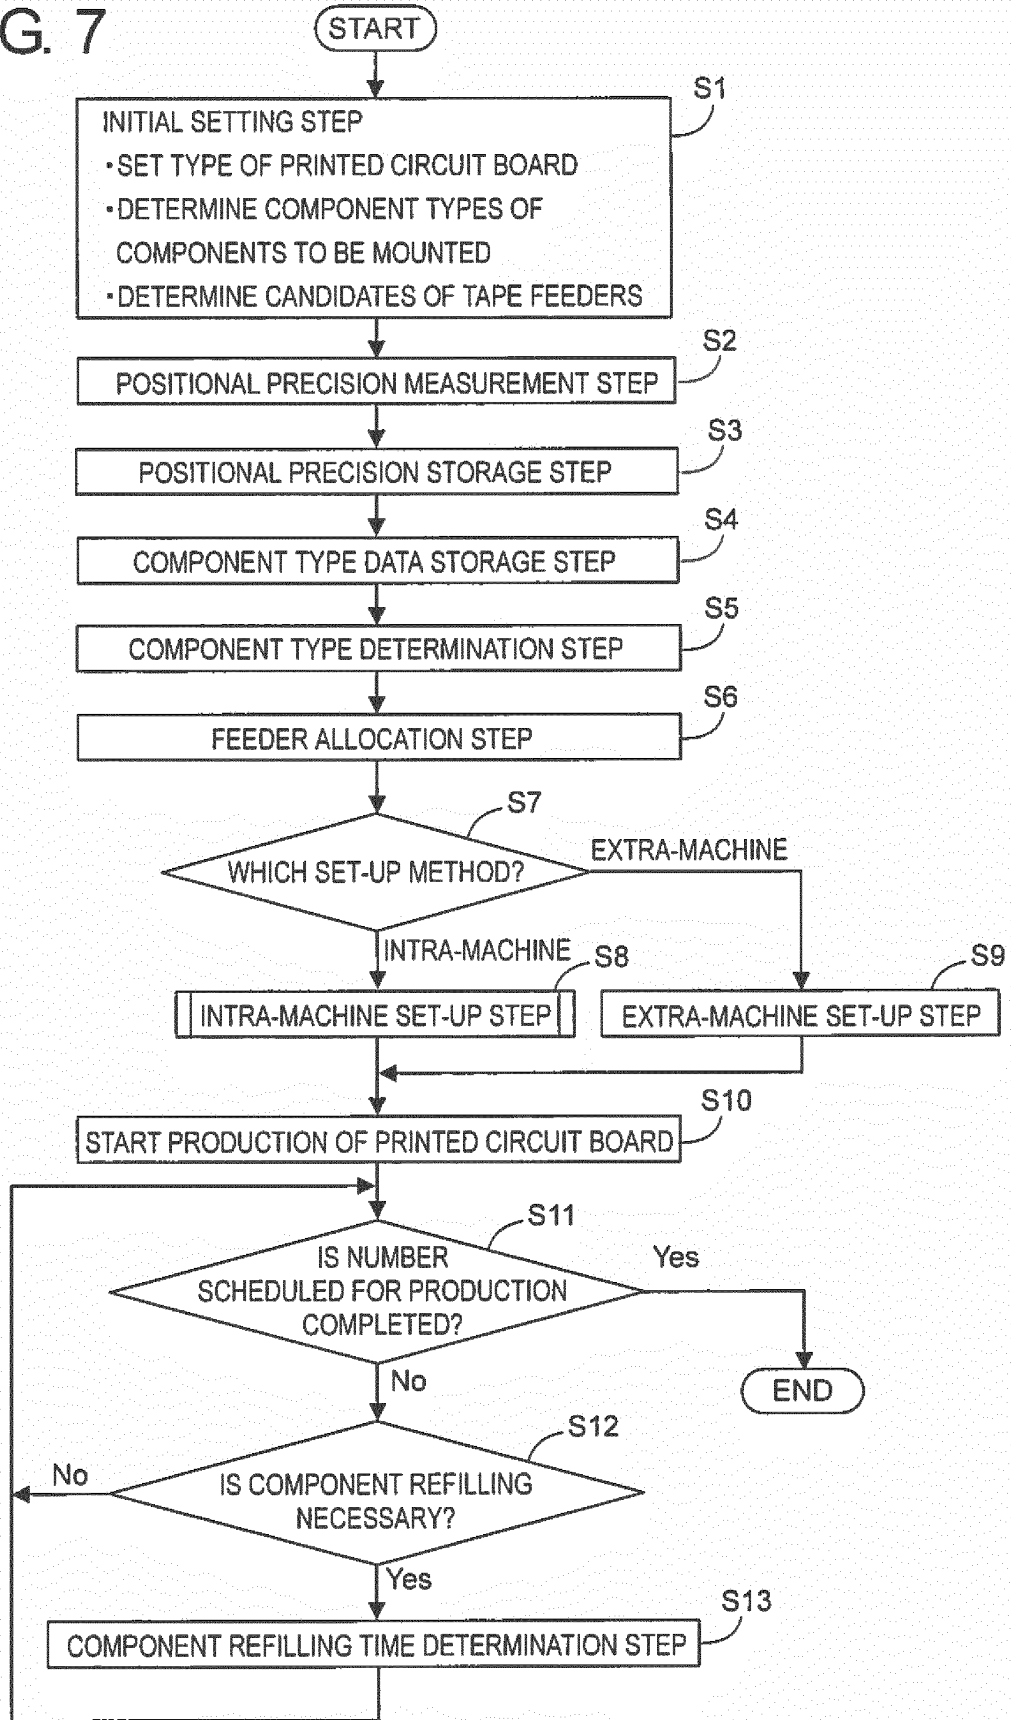 G. 7
START
S1
INITIAL SETTING STEP
·SET TYPE OF PRINTED CIRCUIT BOARD
·DETERMINE COMPONENT TYPES OF
COMPONENTS TO BE MOUNTED
·DETERMINE CANDIDATES OF TAPE FEEDERS
S2
POSITIONAL PRECISION MEASUREMENT STEP
S3
POSITIONAL PRECISION STORAGE STEP
S4
COMPONENT TYPE DATA STORAGE STEP
S5
COMPONENT TYPE DETERMINATION STEP
S6
FEEDER ALLOCATION STEP
S7
WHICH SET-UP METHOD?
EXTRA-MACHINE
INTRA-MACHINE
S8
INTRA-MACHINE SET-UP STEP
S9
EXTRA-MACHINE SET-UP STEP
S10
START PRODUCTION OF PRINTED CIRCUIT BOARD
S11
IS NUMBER
SCHEDULED FOR PRODUCTION
COMPLETED?
Yes
END
No
S12
IS COMPONENT REFILLING
NECESSARY?
No
Yes
S13
COMPONENT REFILLING TIME DETERMINATION STEP